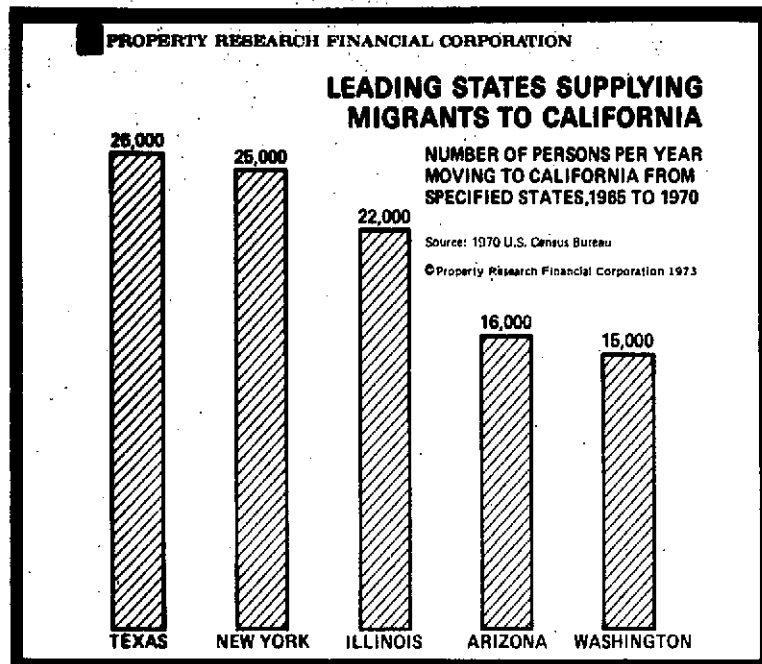 PROPERTY RESEARCH FINANCIAL CORPORATION
LEADING STATES SUPPLYING
MIGRANTS TO CALIFORNIA
NUMBER OF PERSONS PER YEAR
MOVING TO CALIFORNIA FROM
SPECIFIED STATES, 1965 TO 1970
Source: 1970 U.S. Census Bureau
©Property Research Financial Corporation 1973
26,000
25,000
22,000
16,000
15,000
TEXAS NEW YORK ILLINOIS ARIZONA WASHINGTON